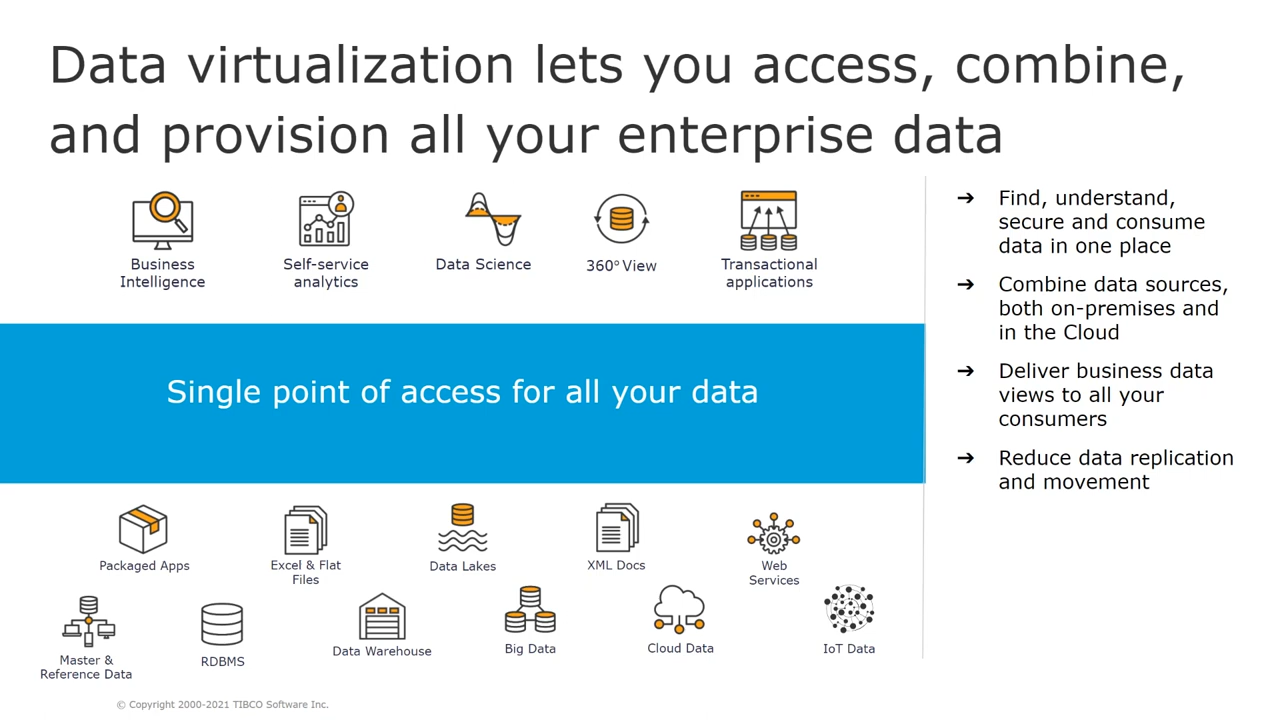 Data virtualization lets you access, combine,
and provision all your enterprise data
Business
Intelligence
Self-service
analytics
Data Science
360° View
Transactional
applications
Single point of access for all your data
Packaged Apps
Excel & Flat
Files
Data Lakes
XML Docs
Web
Services
Master &
Reference Data
RDBMS
Data Warehouse
Big Data
Cloud Data
IoT Data
➔ Find, understand,
secure and consume
data in one place
➔ Combine data sources,
both on-premises and
in the Cloud
➔ Deliver business data
views to all your
consumers
➔ Reduce data replication
and movement
© Copyright 2000-2021 TIBCO Software Inc.